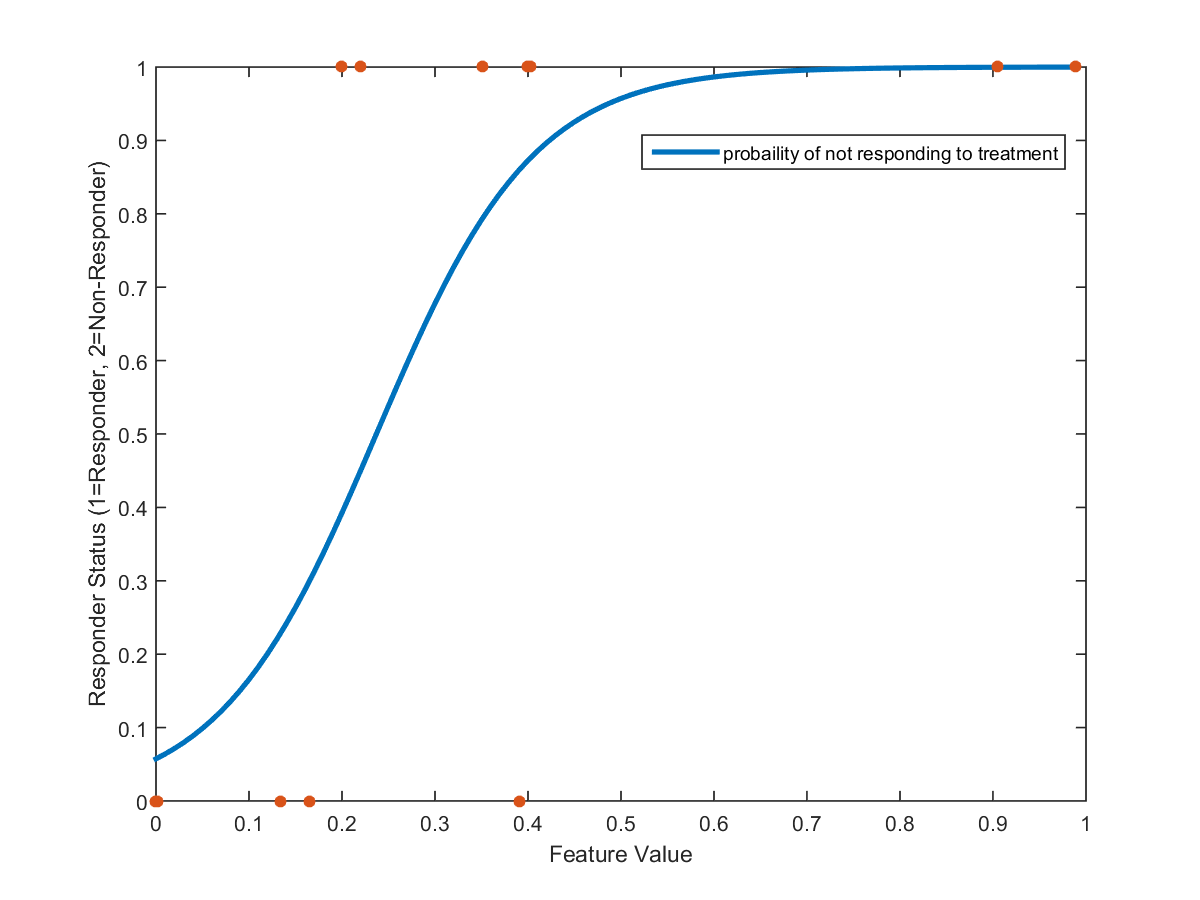 Responder Status (1=Responder, 2=Non-Responder)
1
0.9
0.8
0.7
0.6
0.5
0.4
0.3
0.2
0.1
0
probaility of not responding to treatment
0 0.1 0.2 0.3 0.4 0.5 0.6 0.7 0.8 0.9 1
Feature Value